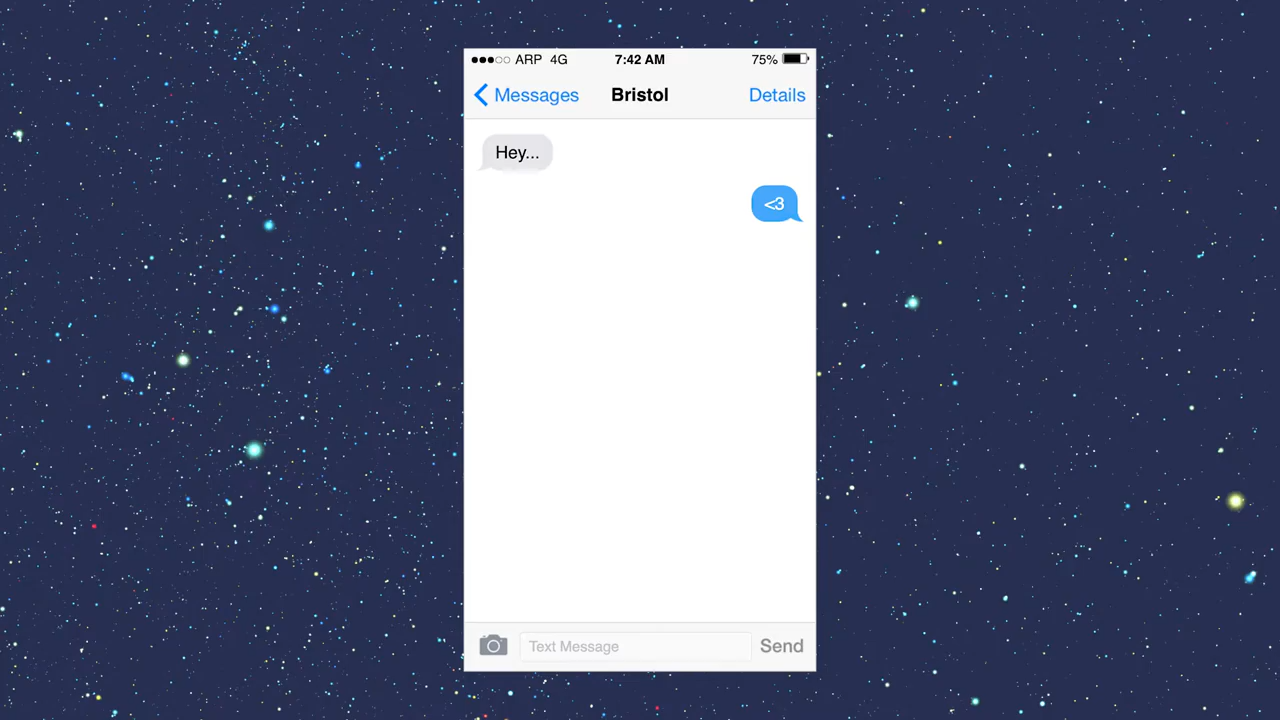 ARP 4G 7:42 AM 75%
Messages Bristol Details
Hey...
<3
Text Message Send